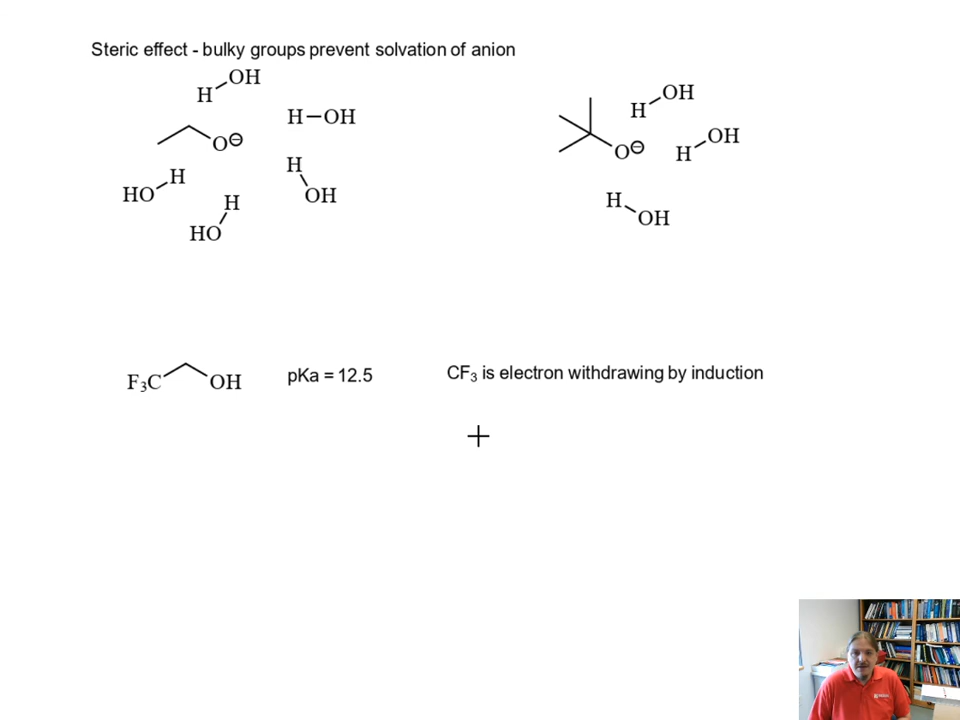 Steric effect - bulky groups prevent solvation of anion
H OH
H OH
H-OH
OH
H
O⊖
O⊖
H
OH
H
H
HO
OH
H
HO
H
OH
F₃C OH pKa = 12.5 CF₃ is electron withdrawing by induction